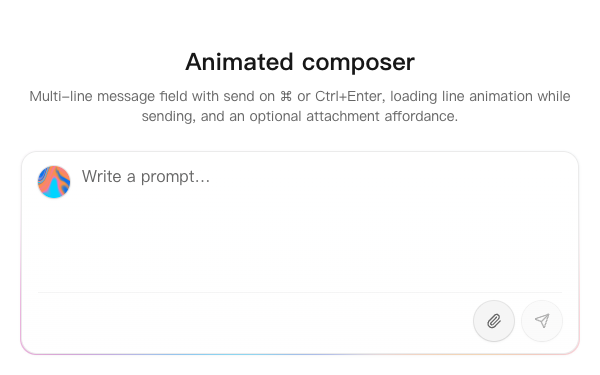 Animated composer
Multi-line message field with send on ⌘ or Ctrl+Enter, loading line animation while
sending, and an optional attachment affordance.
Write a prompt...